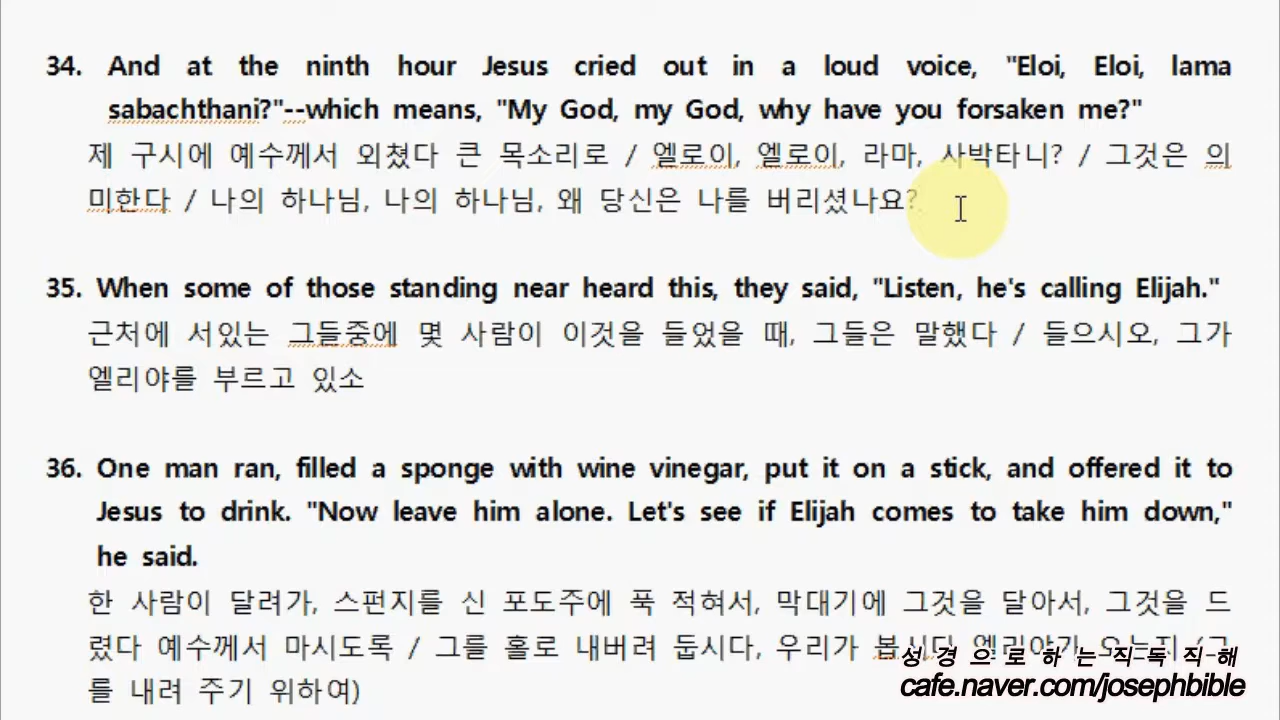 34. And at the ninth hour Jesus cried out in a loud voice, "Eloi, Eloi, lama
sabachthani?"--which means, "My God, my God, why have you forsaken me?"
제 구시에 예수께서 외쳤다 큰 목소리로 / 엘로이, 엘로이, 라마, 사박타니? / 그것은 의
미한다 / 나의 하나님, 나의 하나님, 왜 당신은 나를 버리셨나요?
35. When some of those standing near heard this, they said, "Listen, he's calling Elijah."
근처에 서있는 그들중에 몇 사람이 이것을 들었을 때, 그들은 말했다 / 들으시오, 그가
엘리야를 부르고 있소
36. One man ran, filled a sponge with wine vinegar, put it on a stick, and offered it to
Jesus to drink. "Now leave him alone. Let's see if Elijah comes to take him down,"
he said.
한 사람이 달려가, 스펀지를 신 포도주에 푹 적혀서, 막대기에 그것을 달아서, 그것을 드
렸다 예수께서 마시도록 / 그를 홀로 내버려 둡시다, 우리가 봅시다 엘리야가 오는지 (그
를 내려 주기 위하여)
성경으로하는직독직해
cafe.naver.com/josephbible